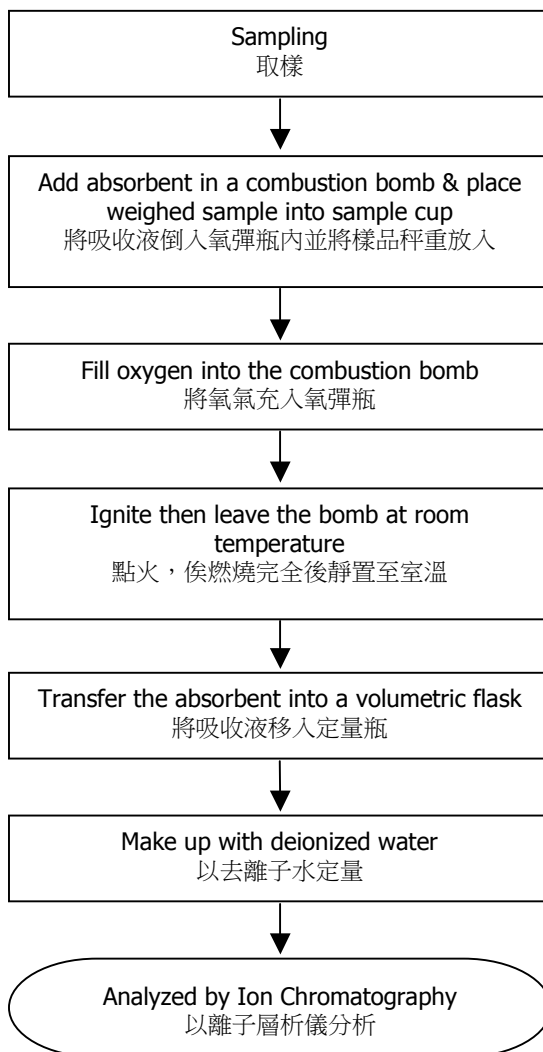 Sampling
取樣
Add absorbent in a combustion bomb & place
weighed sample into sample cup
將吸收液倒入氧彈瓶內並將樣品秤重放入
Fill oxygen into the combustion bomb
將氧氣充入氧彈瓶
Ignite then leave the bomb at room
temperature
點火，俟燃燒完全後靜置至室溫
Transfer the absorbent into a volumetric flask
將吸收液移入定量瓶
Make up with deionized water
以去離子水定量
Analyzed by Ion Chromatography
以離子層析儀分析